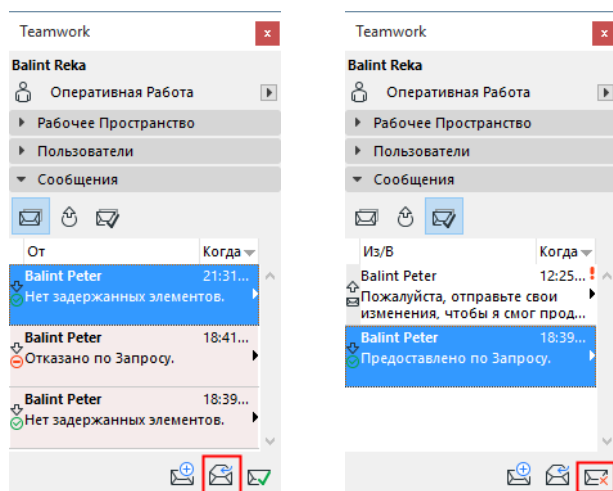 Teamwork
x
Balint Reka
Оперативная Работа
Рабочее Пространство
Пользователи
Сообщения
От Когда
Balint Peter 21:31...
Нет задержанных элементов.
Balint Peter 18:41...
Отказано по Запросу.
Balint Peter 18:39...
Нет задержанных элементов.
Teamwork
x
Balint Reka
Оперативная Работа
Рабочее Пространство
Пользователи
Сообщения
Из/В Когда
Balint Peter 12:25... !
Пожалуйста, отправьте свои
изменения, чтобы я смог прод...
Balint Peter 18:39...
Предоставлено по Запросу.